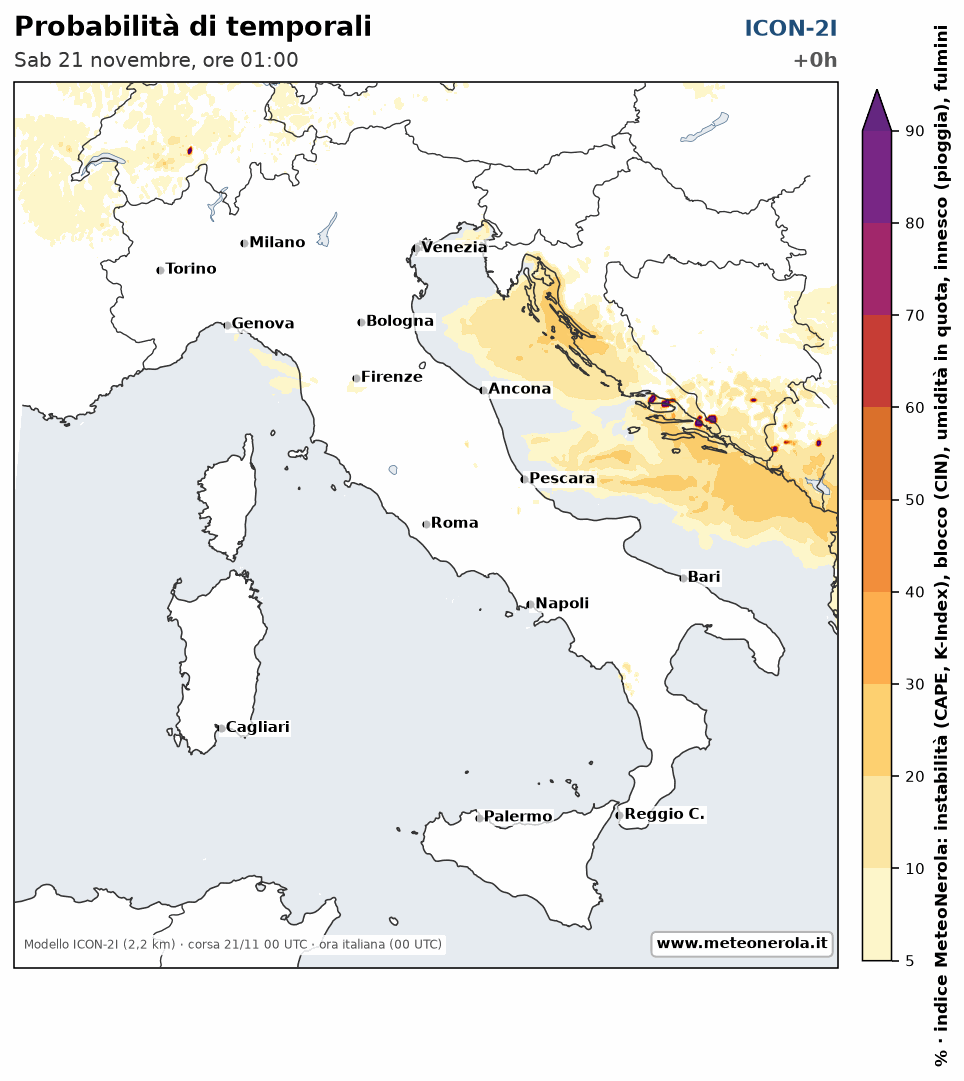 Probabilità di temporali
ICON-2I
Sab 21 novembre, ore 01:00
+0h
Milano
Venezia
Torino
Genova
Bologna
Firenze
Ancona
Pescara
Roma
Bari
Napoli
Cagliari
Palermo
Reggio C.
Modello ICON-2I (2,2 km) · corsa 21/11 00 UTC · ora italiana (00 UTC)
www.meteonerola.it
90
80
70
60
50
40
30
20
10
5
% · indice MeteoNerola: instabilità (CAPE, K-Index), blocco (CIN), umidità in quota, innesco (pioggia), fulmini